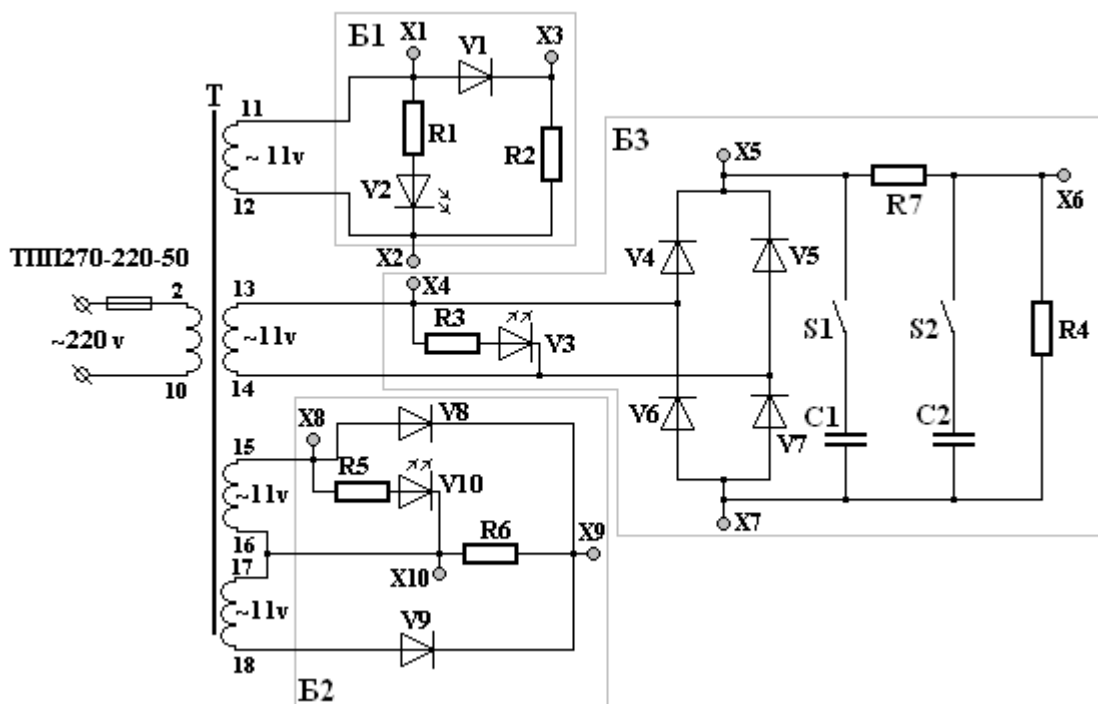 Б1
X1
V1
X3
T
11
R1
R2
~ 11v
V2
12
X2
ТПП270-220-50
2
~220 v
10
13
~11v
14
X4
R3
V3
Б3
X5
V4
V5
V6
V7
R7
X6
S1
S2
R4
C1
C2
X7
X8
V8
15
R5
V10
~11v
16
R6
X9
17
X10
~11v
V9
18
Б2